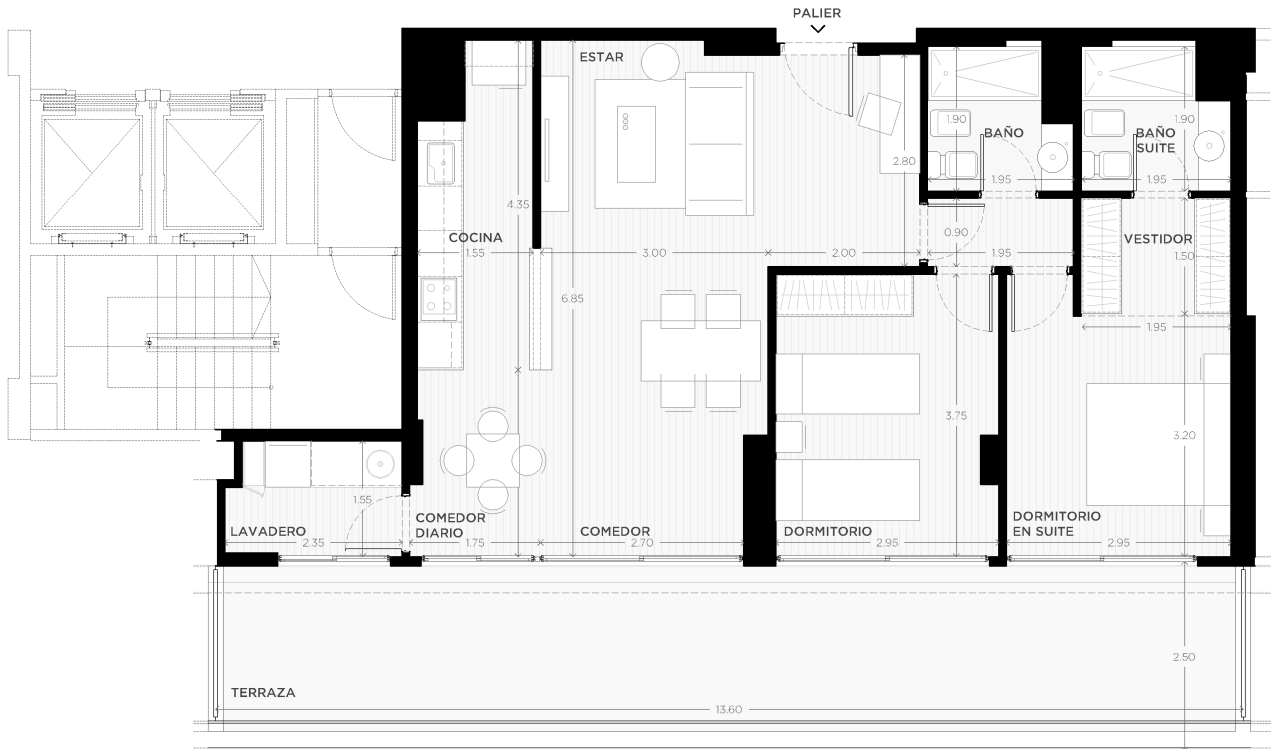 PALIER
ESTAR
1.90
BAÑO
1.90
BAÑO
SUITE
2.80
1.95
1.95
4.35
COCINA
1.55
3.00
2.00
0.90
1.95
VESTIDOR
1.50
6.85
1.95
3.75
3.20
1.55
LAVADERO
2.35
COMEDOR
DIARIO
1.75
COMEDOR
2.70
DORMITORIO
2.95
DORMITORIO
EN SUITE
2.95
2.50
TERRAZA
13.60